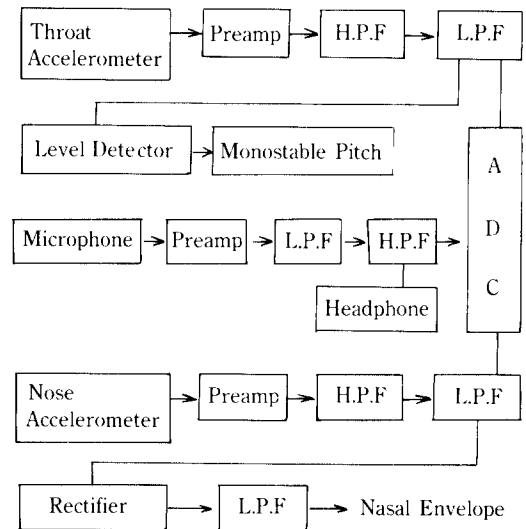 Throat
Accelerometer
Preamp
H.P.F
L.P.F
Level Detector
Monostable Pitch
A
D
C
Microphone
Preamp
L.P.F
H.P.F
Headphone
Nose
Accelerometer
Preamp
H.P.F
L.P.F
Rectifier
L.P.F
Nasal Envelope